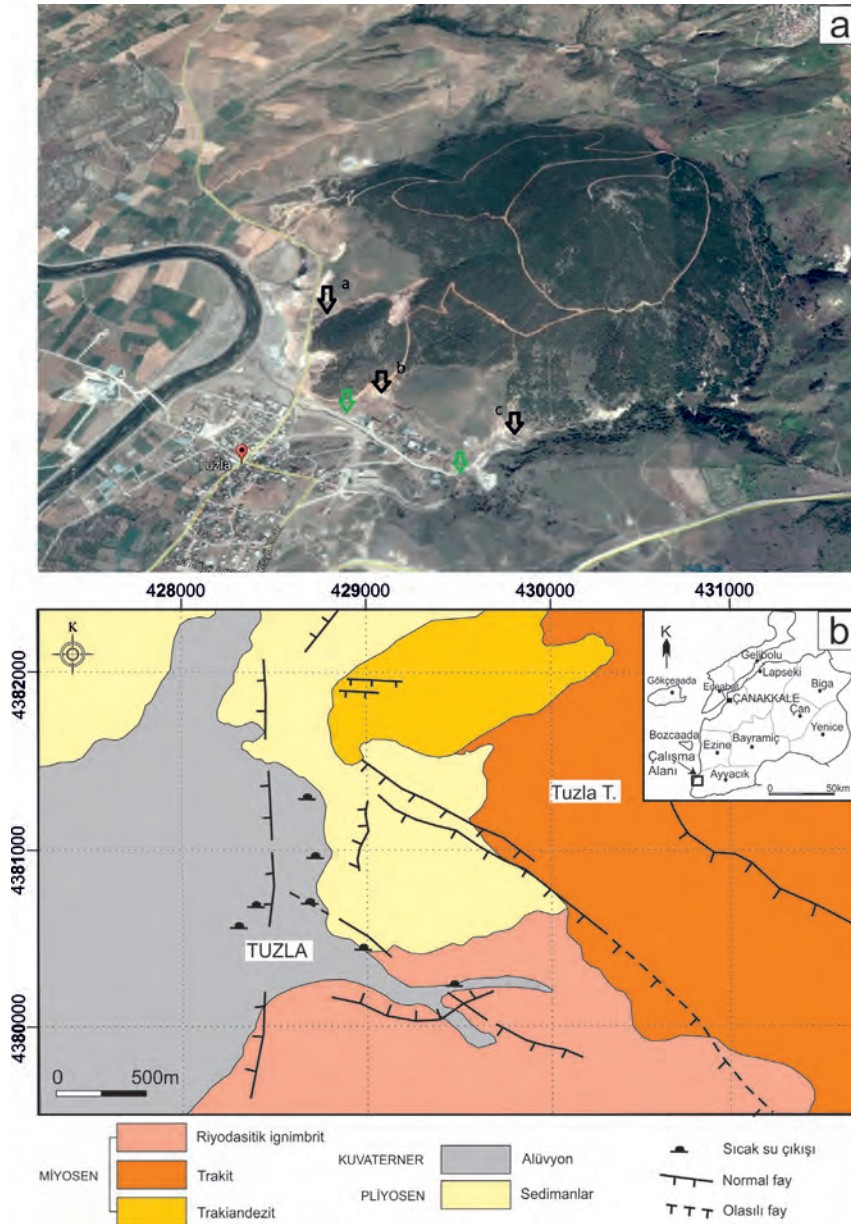 a
a
b
c
Tuzla
428000 429000 430000 431000
b
K
K
Gelibolu
Lapseki
Gökçeaada
Eceabat
ÇANAKKALE
Biga
Çan
Bozcaada
Yenice
Ezine
Bayramiç
Çalışma
Alanı
Ayvacık
0 50km
4382000
Tuzla T.
4381000
TUZLA
4380000
0 500m
MİYOSEN
Riyodasitik ignimbrit
Trakit
Trakiandezit
KUVATERNER Alüvyon
PLİYOSEN Sedimanlar
Sıcak su çıkışı
Normal fay
Olasılı fay